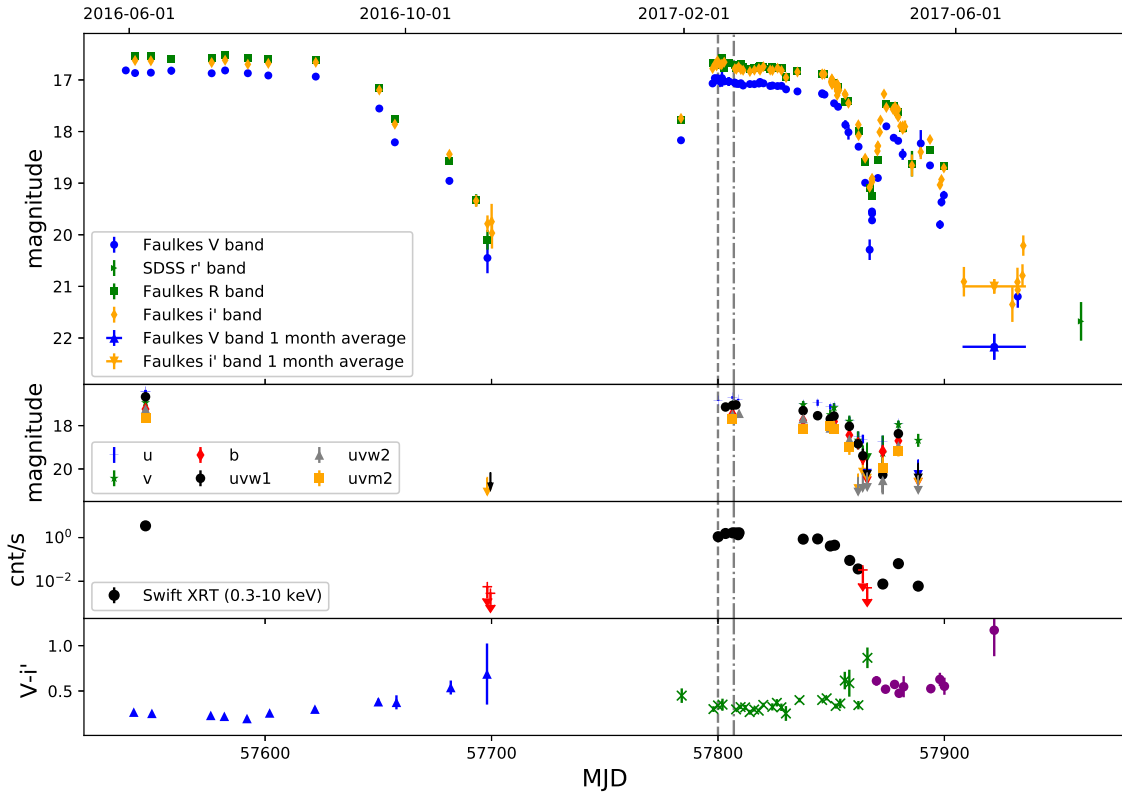 2016-06-01 2016-10-01 2017-02-01 2017-06-01
magnitude
17
18
19
20
21
22
Faulkes V band
SDSS r' band
Faulkes R band
Faulkes i' band
Faulkes V band 1 month average
Faulkes i' band 1 month average
magnitude
18
20
u b uvw2
v uvw1 uvm2
cnt/s
10⁰
10⁻²
Swift XRT (0.3-10 keV)
V-i'
1.0
0.5
57600 57700 57800 57900
MJD